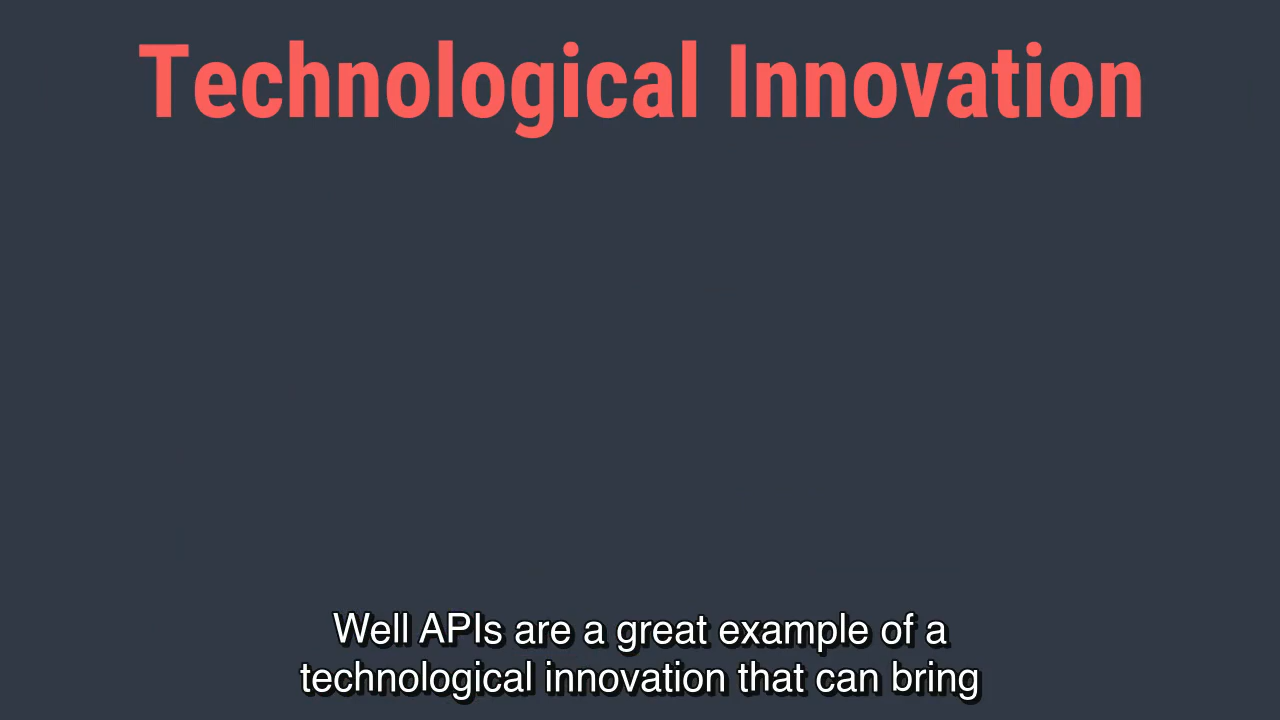 Technological Innovation
Well APIs are a great example of a
technological innovation that can bring